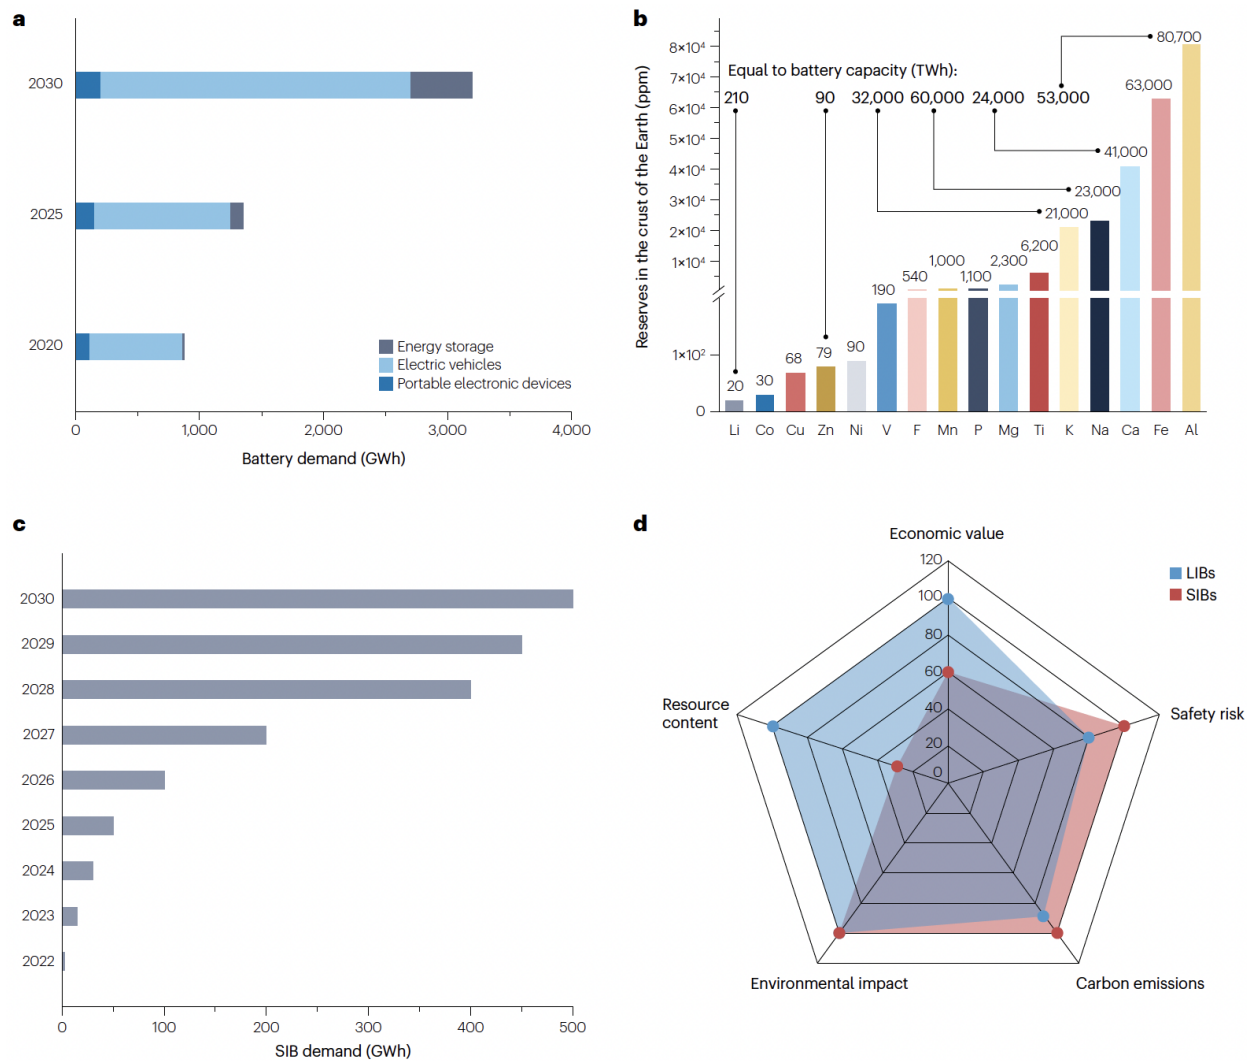 a
2030
2025
2020
Energy storage
Electric vehicles
Portable electronic devices
0 1,000 2,000 3,000 4,000
Battery demand (GWh)
b
Reserves in the crust of the Earth (ppm)
8×10⁴
7×10⁴
6×10⁴
5×10⁴
4×10⁴
3×10⁴
2×10⁴
1×10⁴
1×10²
0
Equal to battery capacity (TWh):
210 90 32,000 60,000 24,000 53,000
20 30 68 79 90 190 540 1,000 1,100 2,300 6,200 21,000 23,000 41,000 63,000 80,700
Li Co Cu Zn Ni V F Mn P Mg Ti K Na Ca Fe Al
c
2030
2029
2028
2027
2026
2025
2024
2023
2022
0 100 200 300 400 500
SIB demand (GWh)
d
Economic value
120
100
80
60
40
20
0
LIBs
SIBs
Resource
content
Safety risk
Environmental impact
Carbon emissions